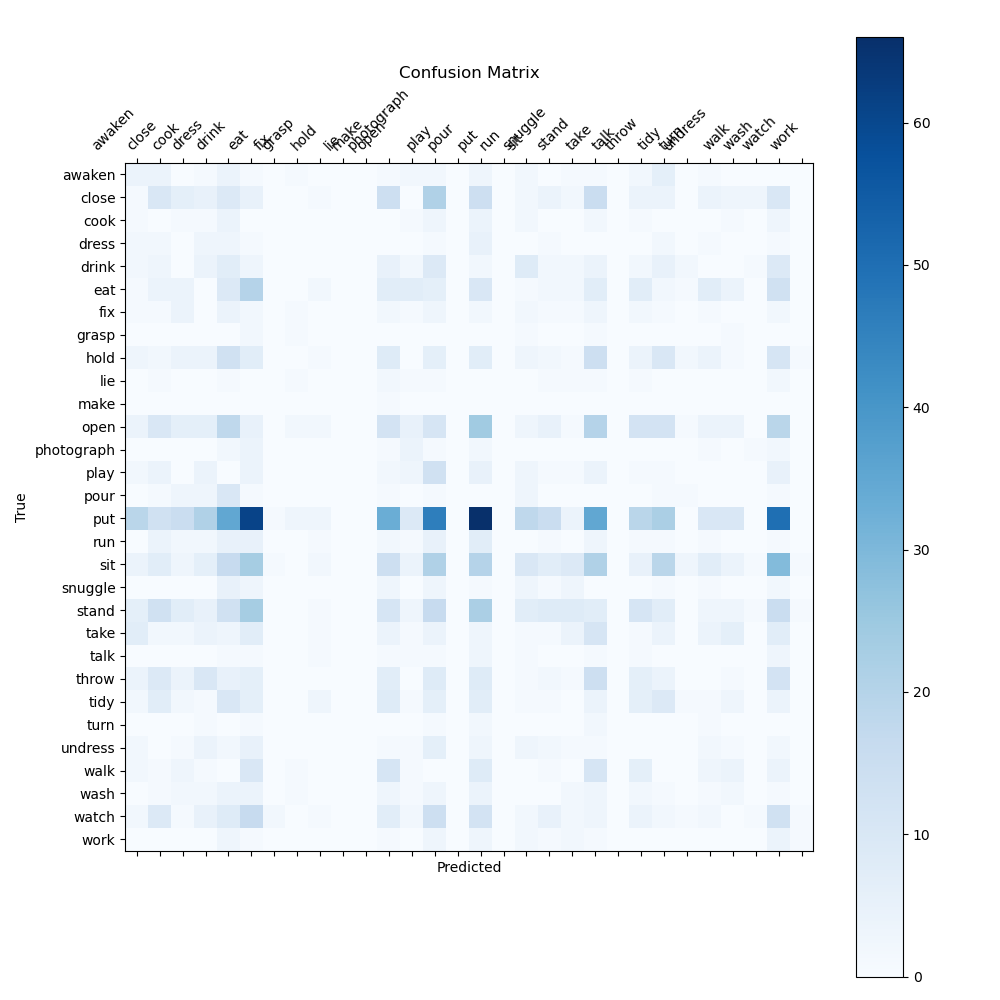 Confusion Matrix
awaken
close
cook
dress
drink
eat
fix
grasp
hold
lie
make
open
photograph
play
pour
put
run
sit
snuggle
stand
take
talk
throw
tidy
turn
undress
walk
wash
watch
work
awaken
close
cook
dress
drink
eat
fix
grasp
hold
lie
make
open
photograph
play
pour
put
run
sit
snuggle
stand
take
talk
throw
tidy
turn
undress
walk
wash
watch
work
True
Predicted
60
50
40
30
20
10
0